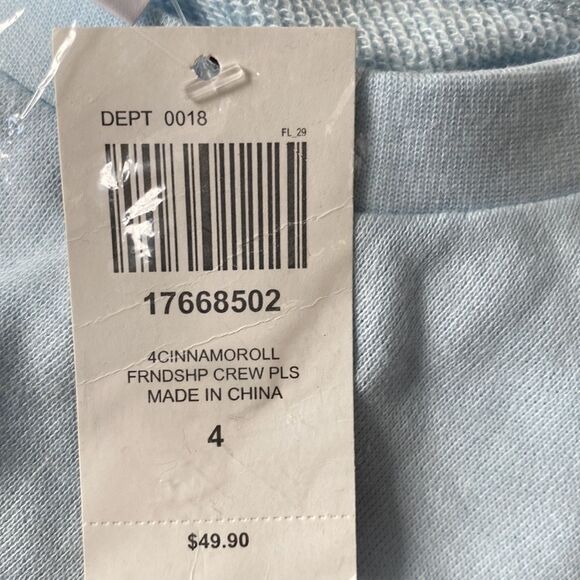 DEPT 0018
FL_29
17668502
4CINNAMOROLL
FRNDSHP CREW PLS
MADE IN CHINA
4
$49.90